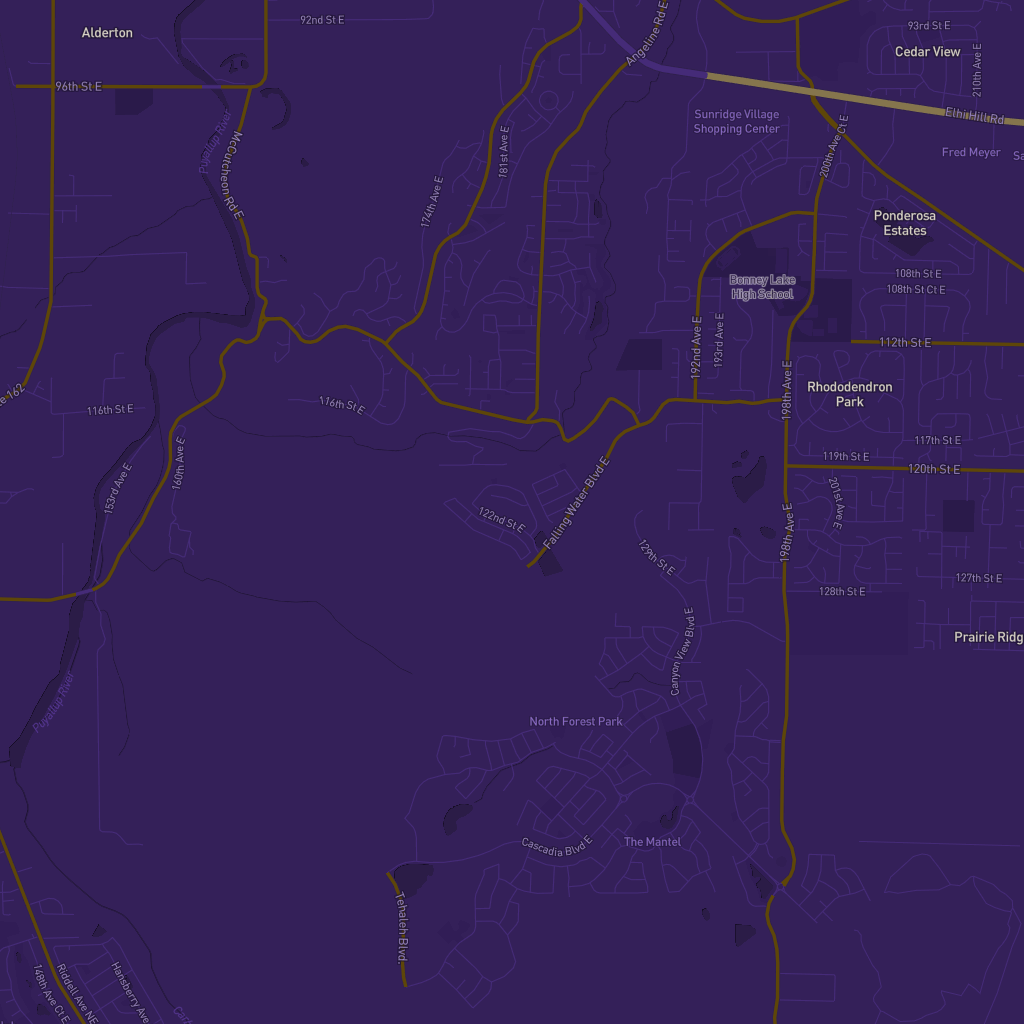 92nd St E
Alderton
Angeline Rd E
93rd St E
Cedar View
210th Ave E
96th St E
Elhi Hill Rd
Sunridge Village
Shopping Center
Puyallup River
McCutcheon Rd E
181st Ave E
200th Ave Ct E
Fred Meyer
174th Ave E
Ponderosa
Estates
108th St E
108th St Ct E
Bonney Lake
High School
192nd Ave E
193rd Ave E
112th St E
162
116th St E
116th St E
198th Ave E
Rhododendron
Park
117th St E
119th St E
120th St E
160th Ave E
153rd Ave E
201st Ave E
122nd St E
Falling Water Blvd E
198th Ave E
129th St E
127th St E
128th St E
Prairie Ridg
Canyon View Blvd E
Puyallup River
North Forest Park
Cascadia Blvd E
The Mantel
Tehaleh Blvd
148th Ave Ct E
Riddell Ave NE
Hansberry Ave